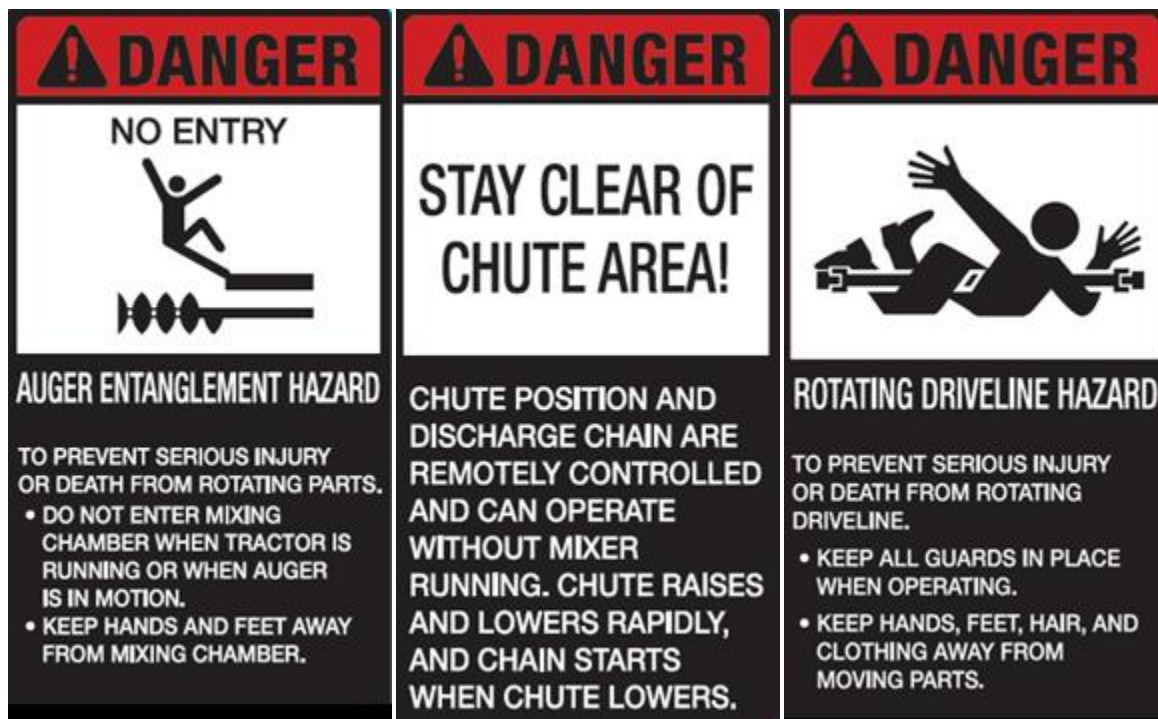 DANGER
NO ENTRY
AUGER ENTANGLEMENT HAZARD
TO PREVENT SERIOUS INJURY
OR DEATH FROM ROTATING PARTS.
• DO NOT ENTER MIXING
CHAMBER WHEN TRACTOR IS
RUNNING OR WHEN AUGER
IS IN MOTION.
• KEEP HANDS AND FEET AWAY
FROM MIXING CHAMBER.
DANGER
STAY CLEAR OF
CHUTE AREA!
CHUTE POSITION AND
DISCHARGE CHAIN ARE
REMOTELY CONTROLLED
AND CAN OPERATE
WITHOUT MIXER
RUNNING. CHUTE RAISES
AND LOWERS RAPIDLY,
AND CHAIN STARTS
WHEN CHUTE LOWERS.
DANGER
ROTATING DRIVELINE HAZARD
TO PREVENT SERIOUS INJURY
OR DEATH FROM ROTATING
DRIVELINE.
• KEEP ALL GUARDS IN PLACE
WHEN OPERATING.
• KEEP HANDS, FEET, HAIR, AND
CLOTHING AWAY FROM
MOVING PARTS.